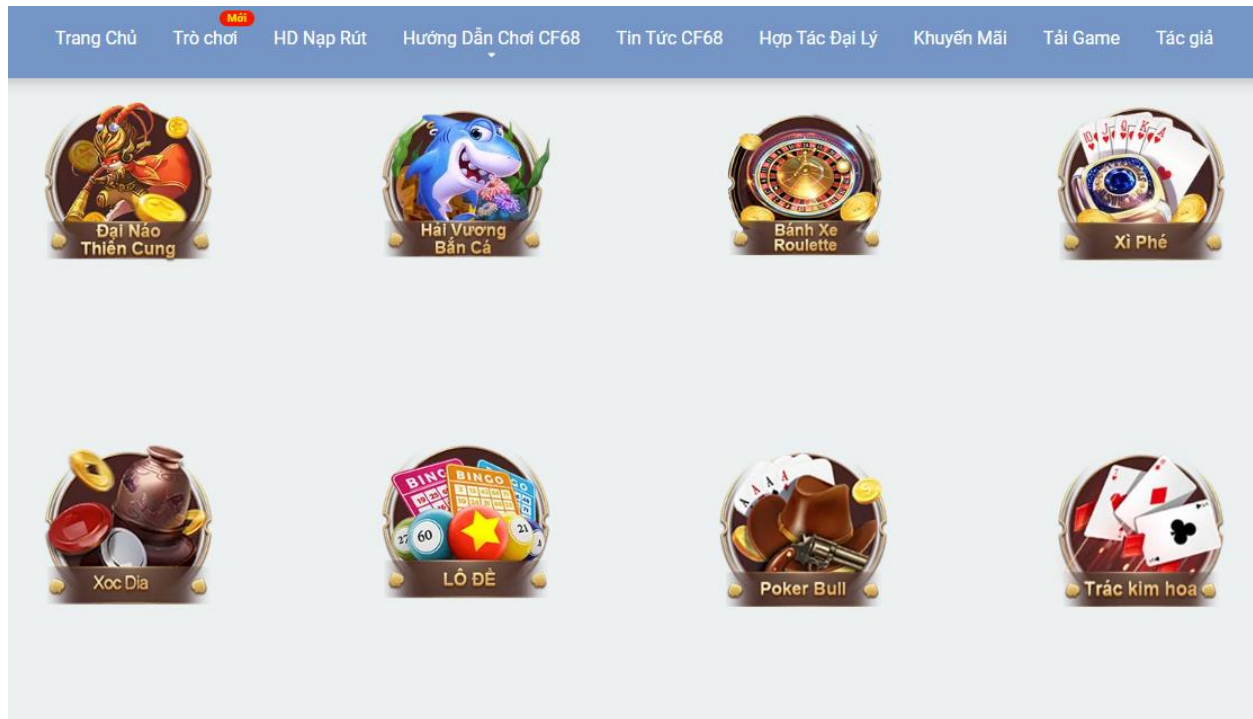 Mới
Trang Chủ Trò chơi HD Nạp Rút Hướng Dẫn Chơi CF68 Tin Tức CF68 Hợp Tác Đại Lý Khuyến Mãi Tải Game Tác giả
10 J Q K A
Đại Náo
Thiên Cung
Hải Vương
Bắn Cá
Bánh Xe
Roulette
Xì Phé
BINGO
BINGO
A A A A
27 60 21
Xoc Dia
LÔ ĐỀ
Poker Bull
Trác kim hoa